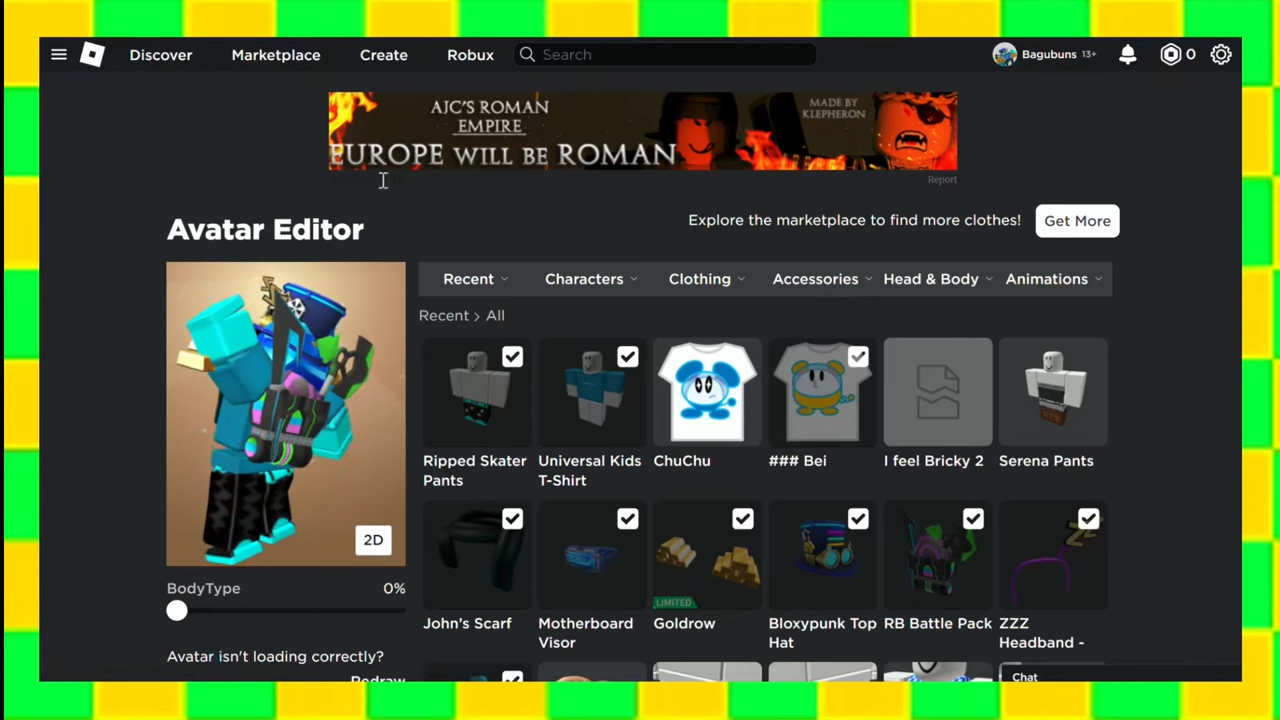 Discover Marketplace Create Robux Search Bagubuns 13+ 0
AJC'S ROMAN
EMPIRE
EUROPE WILL BE ROMAN
MADE BY
KLEPHERON
Report
Avatar Editor
Explore the marketplace to find more clothes! Get More
Recent Characters Clothing Accessories Head & Body Animations
Recent > All
Ripped Skater
Pants
Universal Kids
T-Shirt
ChuChu
### Bei
I feel Bricky 2
Serena Pants
2D
BodyType 0%
John's Scarf
Motherboard
Visor
LIMITED
Goldrow
Bloxypunk Top
Hat
RB Battle Pack
ZZZ
Headband -
Avatar isn't loading correctly?
Redraw
Chat